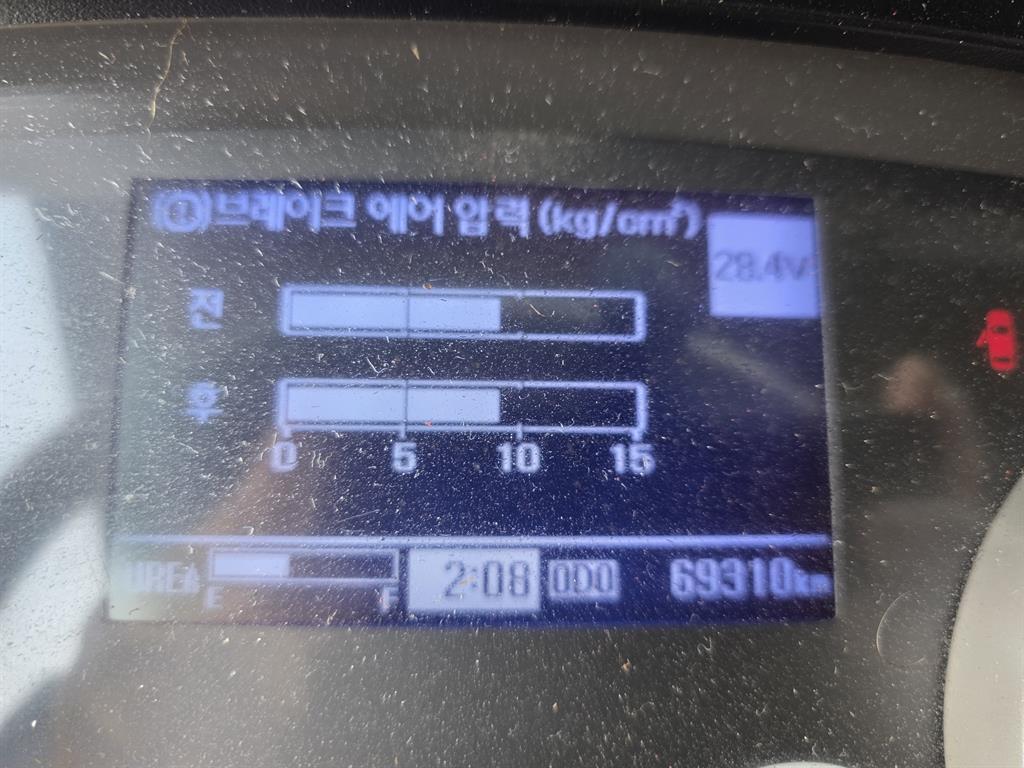 브레이크 에어 압력 (kg/cm²)
28.4V
전
후
0 5 10 15
UREA E F 2:08 ODO 69310km